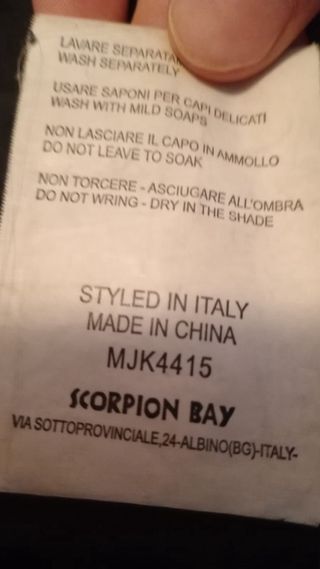 LAVARE
WASH SEPARATELY
USARE SAPONI PER CAPI DELICATI
WASH WITH MILD SOAPS
NON LASCIARE IL CAPO IN AMMOLLO
DO NOT LEAVE TO SOAK
NON TORCERE - ASCIUGARE ALL'OMBRA
DO NOT WRING - DRY IN THE SHADE
STYLED IN ITALY
MADE IN CHINA
MJK4415
SCORPION BAY
VIA SOTTOPROVINCIALE,24-ALBINO(BG)-ITALY-